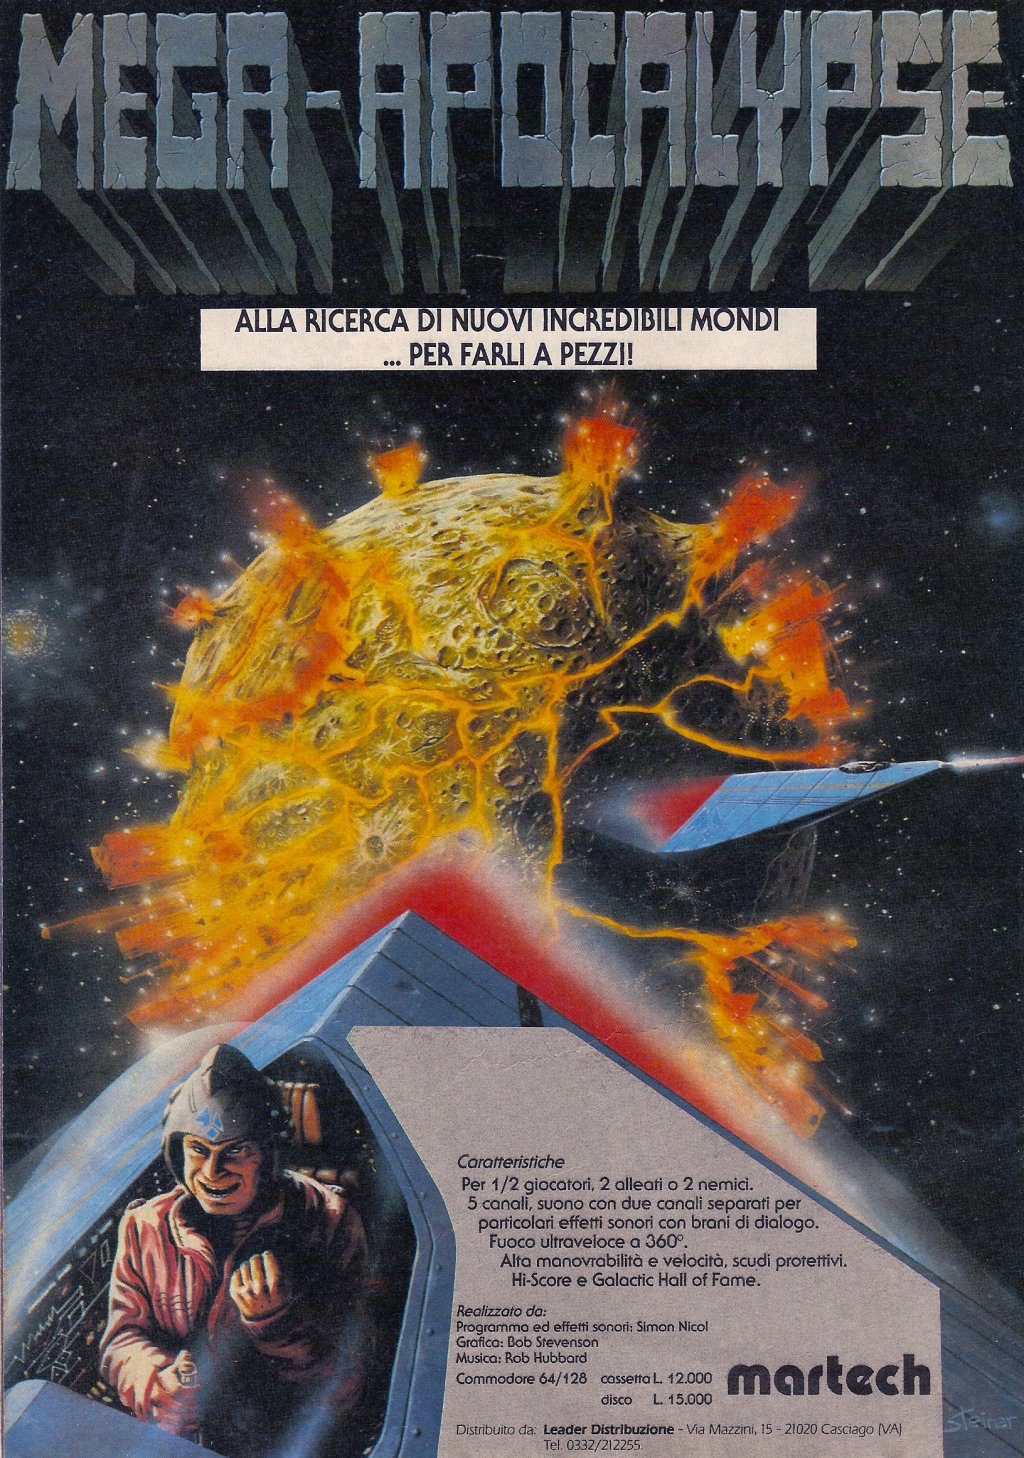 MEGA-APOCALYPSE
ALLA RICERCA DI NUOVI INCREDIBILI MONDI
... PER FARLI A PEZZI!
Caratteristiche
Per 1/2 giocatori, 2 alleati o 2 nemici.
5 canali, suono con due canali separati per
particolari effetti sonori con brani di dialogo.
Fuoco ultraveloce a 360°.
Alta manovrabilità e velocità, scudi protettivi.
Hi-Score e Galactic Hall of Fame.
Realizzato da:
Programma ed effetti sonori: Simon Nicol
Grafica: Bob Stevenson
Musica: Rob Hubbard
Commodore 64/128 cassetta L. 12.000
disco L. 15.000
martech
Distribuito da: Leader Distribuzione - Via Mazzini, 15 - 21020 Casciago (VA)
Tel. 0332/212255
steinar